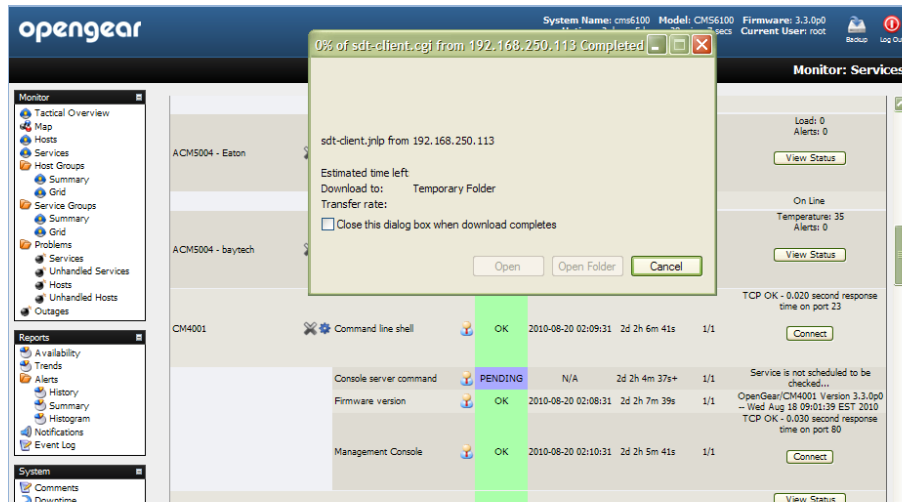 opengear
System Name: cms6100 Model: CMS6100 Firmware: 3.3.0p0
secs Current User: root
Backup
Log Ou
Monitor: Services
0% of sdt-client.cgi from 192.168.250.113 Completed
sdt-client.jnlp from 192.168.250.113
Estimated time left
Download to: Temporary Folder
Transfer rate:
Close this dialog box when download completes
Open
Open Folder
Cancel
Monitor
Tactical Overview
Map
Hosts
Services
Host Groups
Summary
Grid
Service Groups
Summary
Grid
Problems
Services
Unhandled Services
Hosts
Unhandled Hosts
Outages
Reports
Availability
Trends
Alerts
History
Summary
Histogram
Notifications
Event Log
System
Comments
Downtime
ACM5004 - Eaton
Load: 0
Alerts: 0
View Status
On Line
ACM5004 - baytech
Temperature: 35
Alerts: 0
View Status
CM4001
Command line shell
OK
2010-08-20 02:09:31
2d 2h 6m 41s
1/1
TCP OK - 0.020 second response
time on port 23
Connect
Console server command
PENDING
N/A
2d 2h 4m 37s+
1/1
Service is not scheduled to be
checked...
Firmware version
OK
2010-08-20 02:08:31
2d 2h 7m 39s
1/1
OpenGear/CM4001 Version 3.3.0p0
-- Wed Aug 18 09:01:39 EST 2010
Management Console
OK
2010-08-20 02:10:31
2d 2h 5m 41s
1/1
TCP OK - 0.030 second response
time on port 80
Connect
View Status